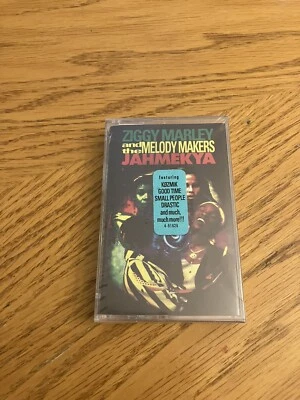 ZIGGY MARLEY
and the MELODY MAKERS
JAHMEKYA
featuring
KOZMIK
GOOD TIME
SMALL PEOPLE
DRASTIC
and much,
much more!!!